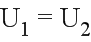 U₁ = U₂